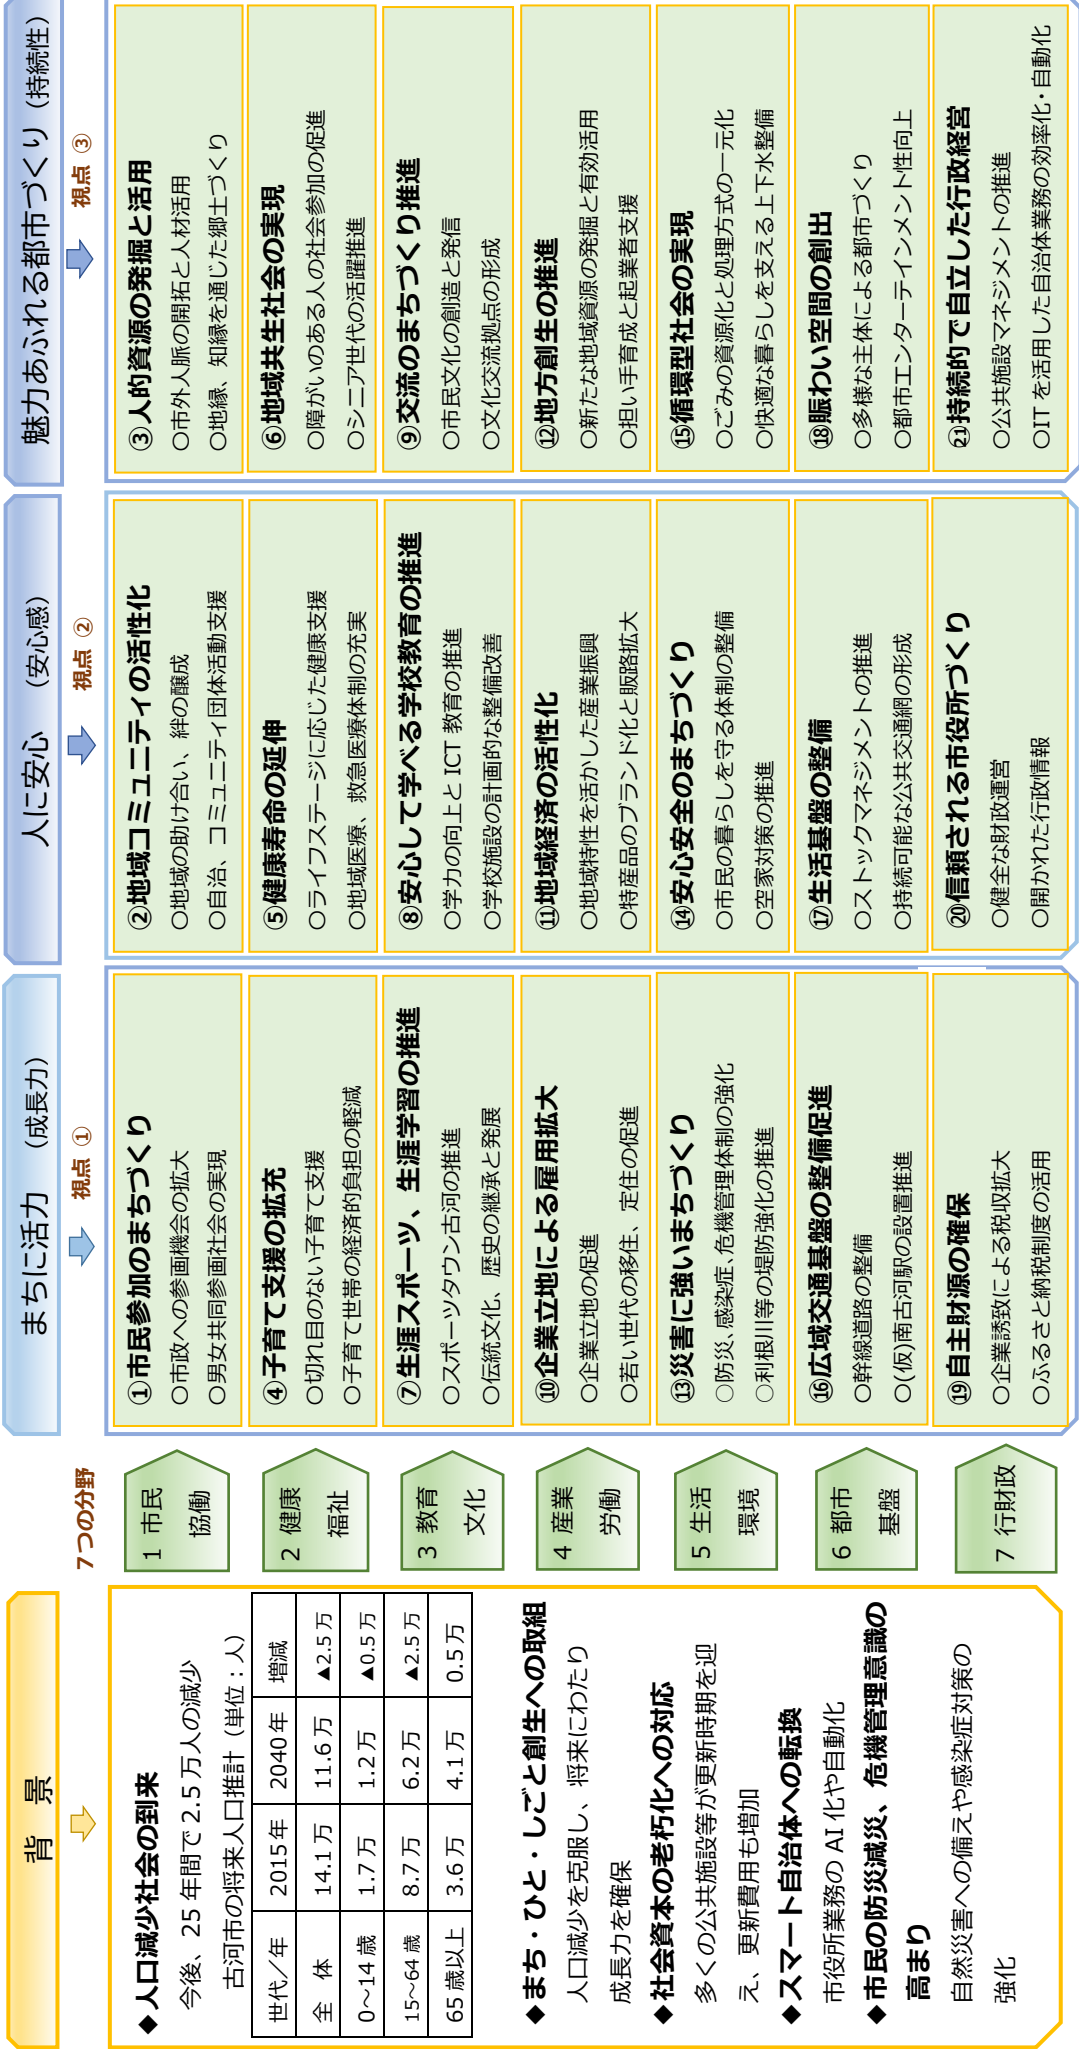 背　景
◆人口減少社会の到来
今後、25 年間で 2.5 万人の減少
古河市の将来人口推計（単位：人）
世代／年 2015年 2040年 増減
全　体 14.1 万 11.6 万 ▲2.5 万
0～14 歳 1.7 万 1.2 万 ▲0.5 万
15～64 歳 8.7 万 6.2 万 ▲2.5 万
65 歳以上 3.6 万 4.1 万 0.5 万
◆まち・ひと・しごと創生への取組
人口減少を克服し、将来にわたり
成長力を確保
◆社会資本の老朽化への対応
多くの公共施設等が更新時期を迎
え、更新費用も増加
◆スマート自治体への転換
市役所業務の AI 化や自動化
◆市民の防災減災、危機管理意識の
高まり
自然災害への備えや感染症対策の
強化
7つの分野
1 市民
協働
2 健康
福祉
3 教育
文化
4 産業
労働
5 生活
環境
6 都市
基盤
7 行財政
まちに活力　（成長力）
視点 ①
①市民参加のまちづくり
○市政への参画機会の拡大
○男女共同参画社会の実現
④子育て支援の拡充
○切れ目のない子育て支援
○子育て世帯の経済的負担の軽減
⑦生涯スポーツ、生涯学習の推進
○スポーツタウン古河の推進
○伝統文化、歴史の継承と発展
⑩企業立地による雇用拡大
○企業立地の促進
○若い世代の移住、定住の促進
⑬災害に強いまちづくり
○防災、感染症、危機管理体制の強化
○利根川等の堤防強化の推進
⑯広域交通基盤の整備促進
○幹線道路の整備
○(仮)南古河駅の設置推進
⑲自主財源の確保
○企業誘致による税収拡大
○ふるさと納税制度の活用
人に安心　（安心感）
視点 ②
②地域コミュニティの活性化
○地域の助け合い、絆の醸成
○自治、コミュニティ団体活動支援
⑤健康寿命の延伸
○ライフステージに応じた健康支援
○地域医療、救急医療体制の充実
⑧安心して学べる学校教育の推進
○学力の向上と ICT 教育の推進
○学校施設の計画的な整備改善
⑪地域経済の活性化
○地域特性を活かした産業振興
○特産品のブランド化と販路拡大
⑭安心安全のまちづくり
○市民の暮らしを守る体制の整備
○空家対策の推進
⑰生活基盤の整備
○ストックマネジメントの推進
○持続可能な公共交通網の形成
⑳信頼される市役所づくり
○健全な財政運営
○開かれた行政情報
魅力あふれる都市づくり（持続性）
視点 ③
③人的資源の発掘と活用
○市外人脈の開拓と人材活用
○地縁、知縁を通じた郷土づくり
⑥地域共生社会の実現
○障がいのある人の社会参加の促進
○シニア世代の活躍推進
⑨交流のまちづくり推進
○市民文化の創造と発信
○文化交流拠点の形成
⑫地方創生の推進
○新たな地域資源の発掘と有効活用
○担い手育成と起業者支援
⑮循環型社会の実現
○ごみの資源化と処理方式の一元化
○快適な暮らしを支える上下水整備
⑱賑わい空間の創出
○多様な主体による都市づくり
○都市エンターテインメント性向上
㉑持続的で自立した行政経営
○公共施設マネジメントの推進
○IT を活用した自治体業務の効率化・自動化